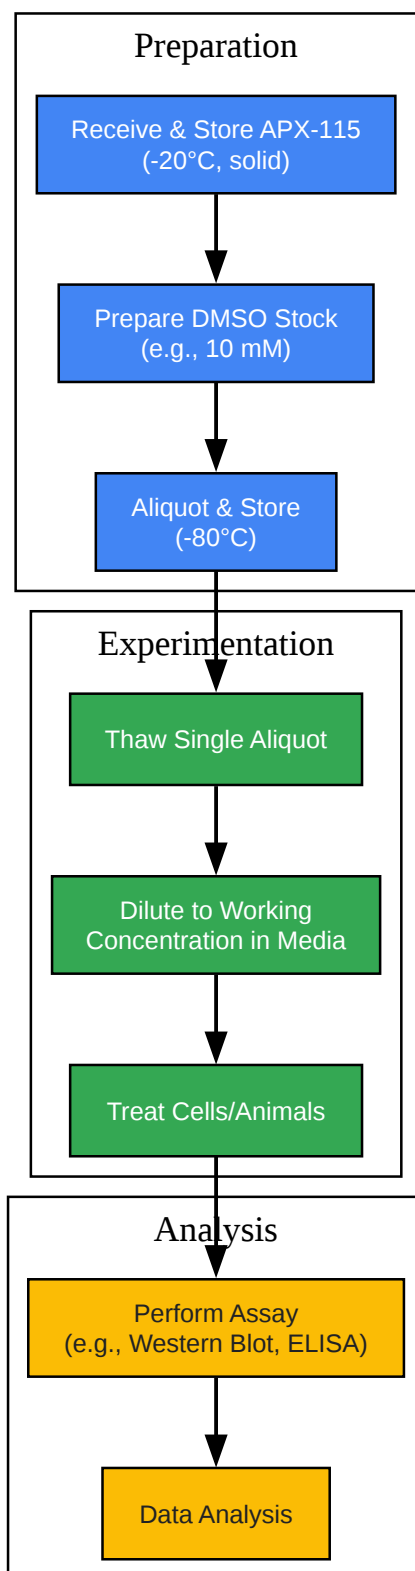 Preparation
Receive & Store APX-115
(-20°C, solid)
Prepare DMSO Stock
(e.g., 10 mM)
Aliquot & Store
(-80°C)
Experimentation
Thaw Single Aliquot
Dilute to Working
Concentration in Media
Treat Cells/Animals
Analysis
Perform Assay
(e.g., Western Blot, ELISA)
Data Analysis